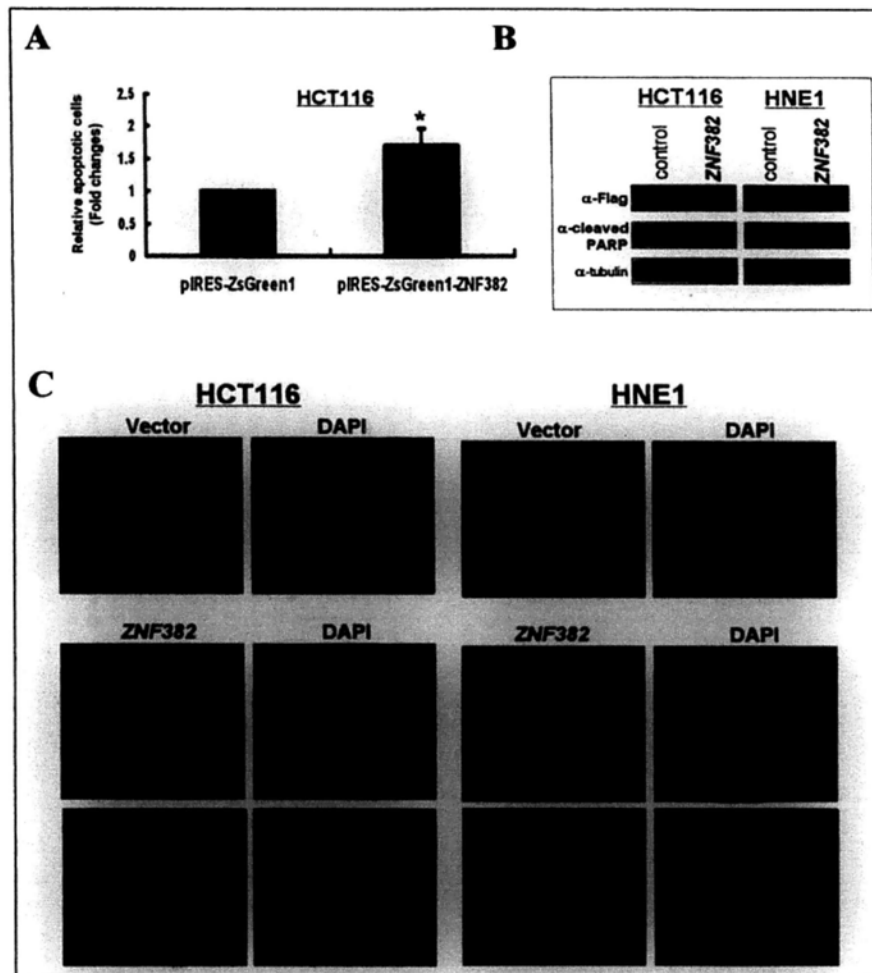 A
B
HCT116
Relative apoptotic cells
(Fold changes)
2.5
2
1.5
1
0.5
0
*
pIRES-ZsGreen1
pIRES-ZsGreen1-ZNF382
HCT116
HNE1
control
ZNF382
control
ZNF382
α-Flag
α-cleaved
PARP
α-tubulin
C
HCT116
HNE1
Vector
DAPI
Vector
DAPI
ZNF382
DAPI
ZNF382
DAPI